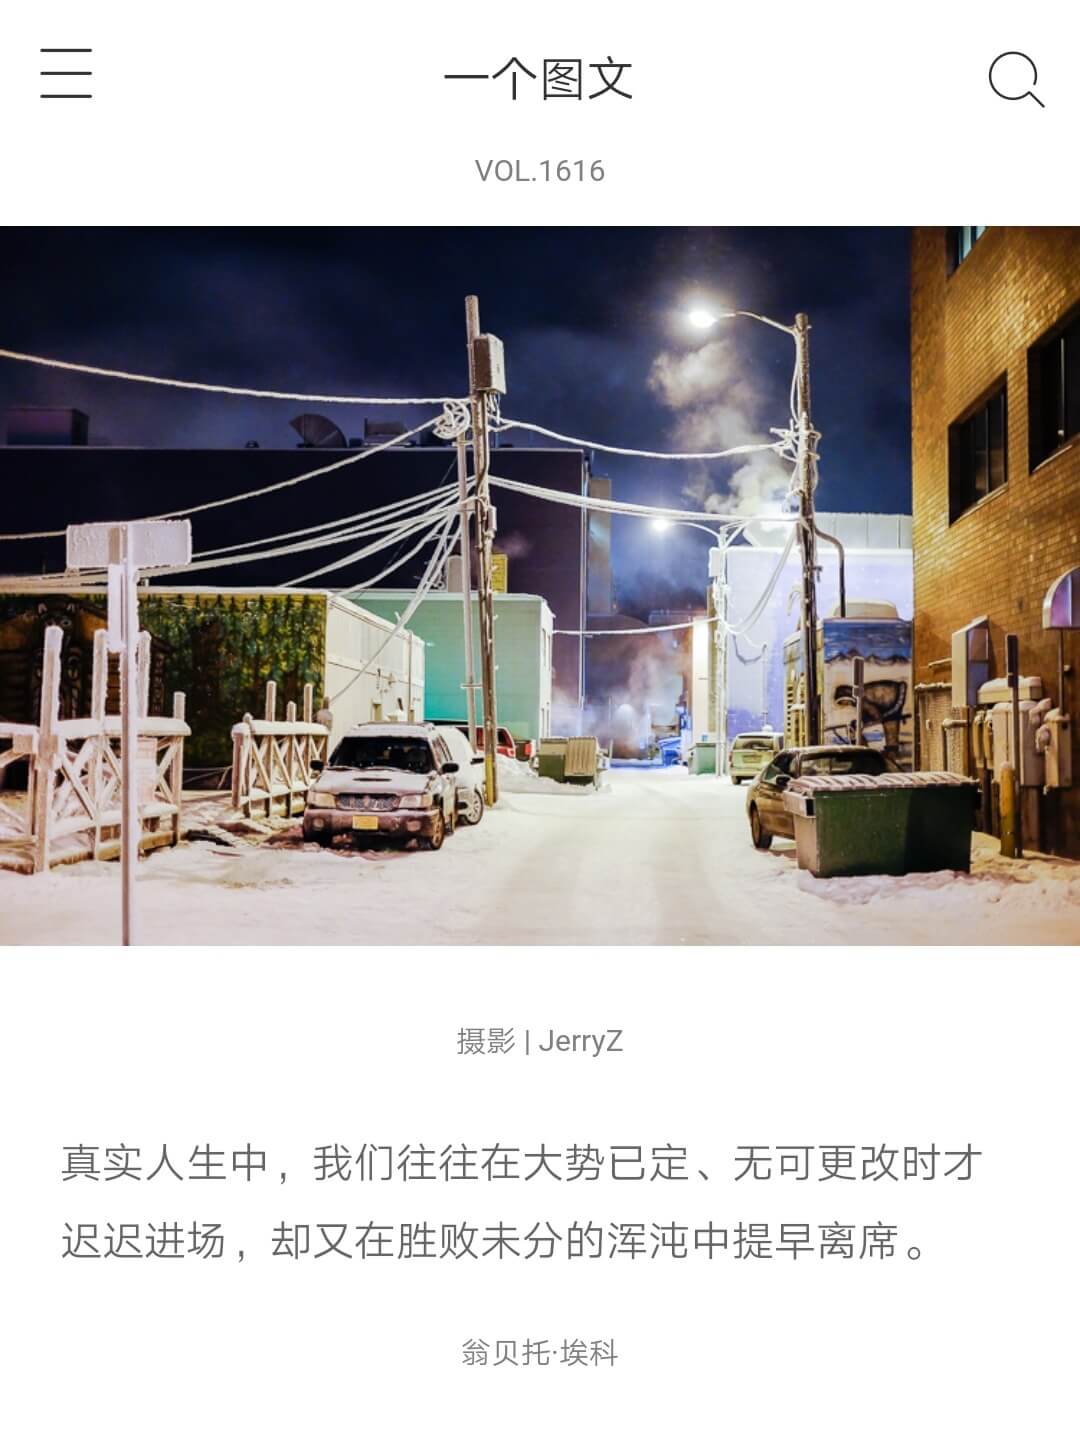 一个图文
VOL.1616
摄影 | JerryZ
真实人生中，我们往往在大势已定、无可更改时才
迟迟进场，却又在胜败未分的浑沌中提早离席。
翁贝托·埃科